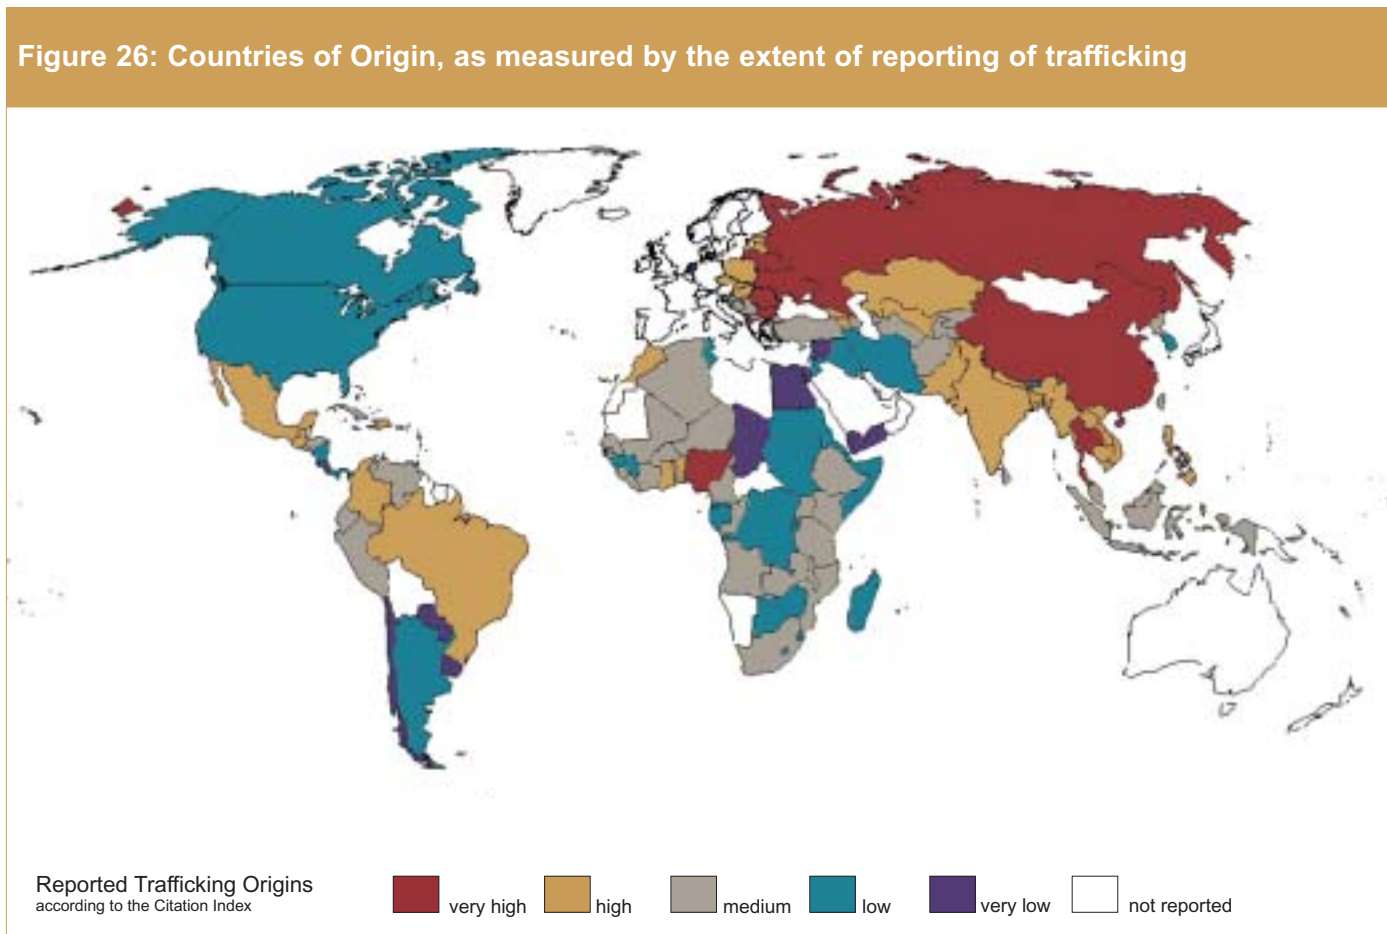 Figure 26: Countries of Origin, as measured by the extent of reporting of trafficking
Reported Trafficking Origins
according to the Citation Index
very high
high
medium
low
very low
not reported